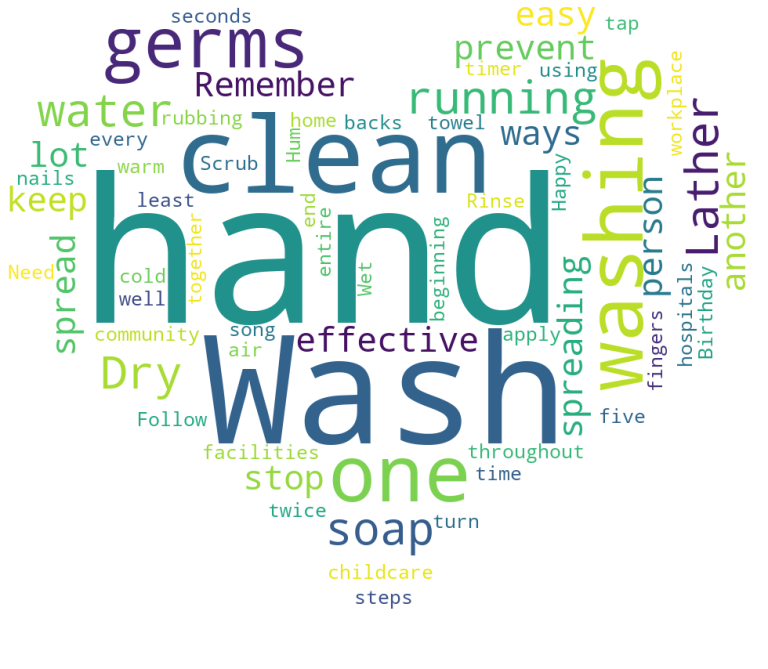 seconds
easy
tap
germs
prevent
Remember
timer
using
workplace
water
rubbing
home
backs
towel
running
washing
Lather
every
Hum
clean
ways
lot
warm
Scrub
Happy
another
nails
keep
least
Rinse
person
together
end
entire
hand
beginning
spread
Need
cold
well
Wet
spreading
hospitals
Birthday
fingers
community
song
air
effective
apply
Dry
Wash
Follow
five
facilities
throughout
stop
one
time
twice
soap
turn
childcare
steps